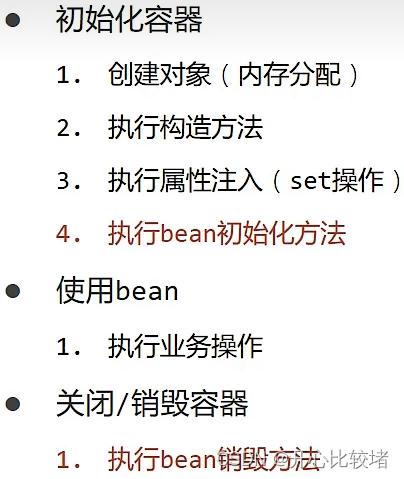 ● 初始化容器
1. 创建对象（内存分配）
2. 执行构造方法
3. 执行属性注入（set操作）
4. 执行bean初始化方法
● 使用bean
1. 执行业务操作
● 关闭/销毁容器
1. 执行bean销毁方法
@开心比较堵